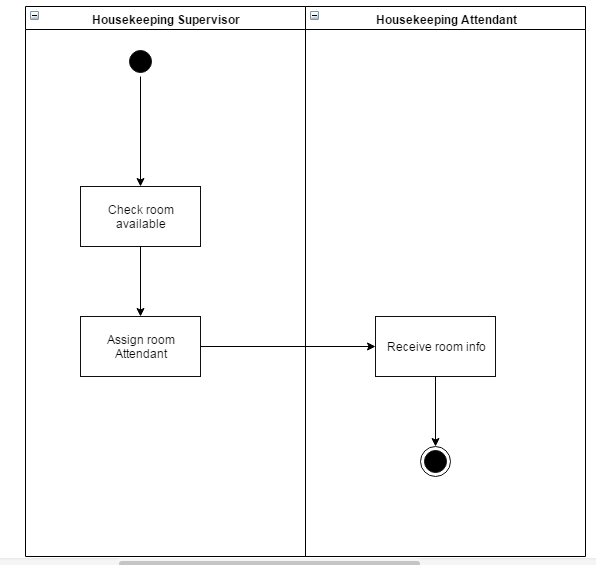 Housekeeping Supervisor
Housekeeping Attendant
Check room
available
Assign room
Attendant
Receive room info